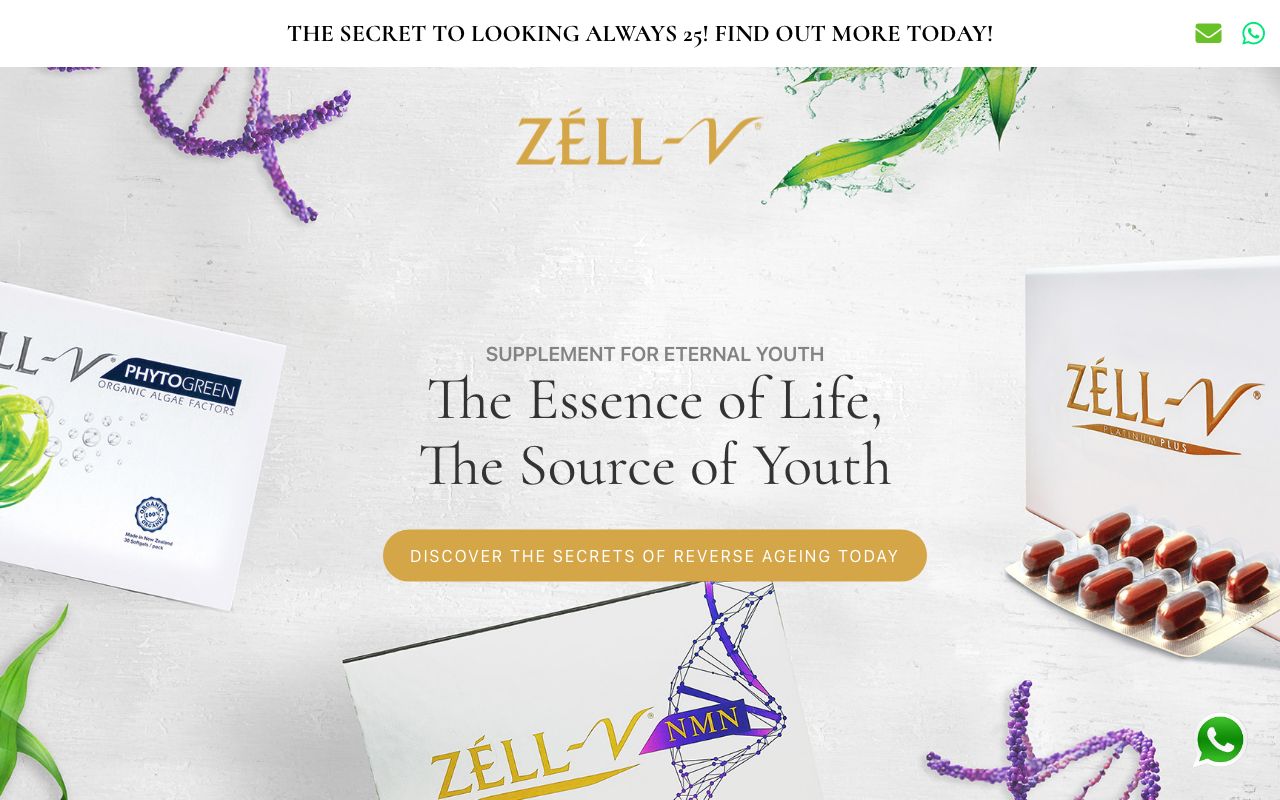 THE SECRET TO LOOKING ALWAYS 25! FIND OUT MORE TODAY!
ZÉLL-V®
SUPPLEMENT FOR ETERNAL YOUTH
The Essence of Life,
The Source of Youth
DISCOVER THE SECRETS OF REVERSE AGEING TODAY
LL-V® PHYTOGREEN
ORGANIC ALGAE FACTORS
ORGANIC
100%
ORGANIC
Made in New Zealand
30 Softgels / pack
ZÉLL-V®
PLATINUM PLUS
ZÉLL-V® NMN